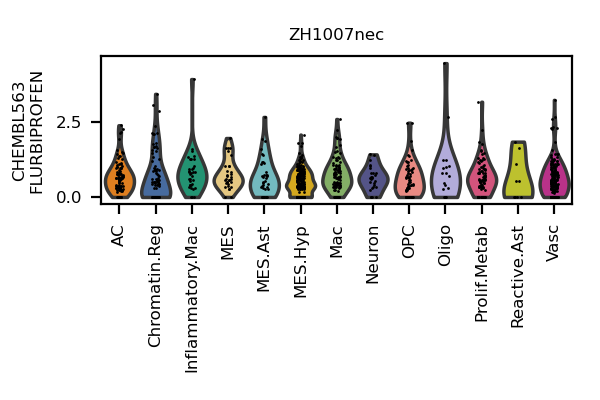 ZH1007nec
CHEMBL563
FLURBIPROFEN
2.5
0.0
AC
Chromatin.Reg
Inflammatory.Mac
MES
MES.Ast
MES.Hyp
Mac
Neuron
OPC
Oligo
Prolif.Metab
Reactive.Ast
Vasc